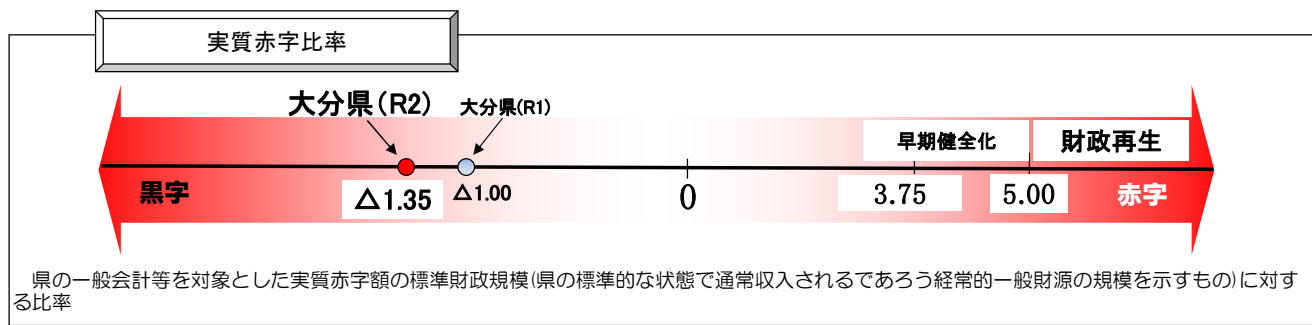 実質赤字比率
大分県(R2) 大分県(R1)
早期健全化 財政再生
黒字 △1.35 △1.00 0 3.75 5.00 赤字
県の一般会計等を対象とした実質赤字額の標準財政規模(県の標準的な状態で通常収入されるであろう経常的一般財源の規模を示すもの)に対す
る比率